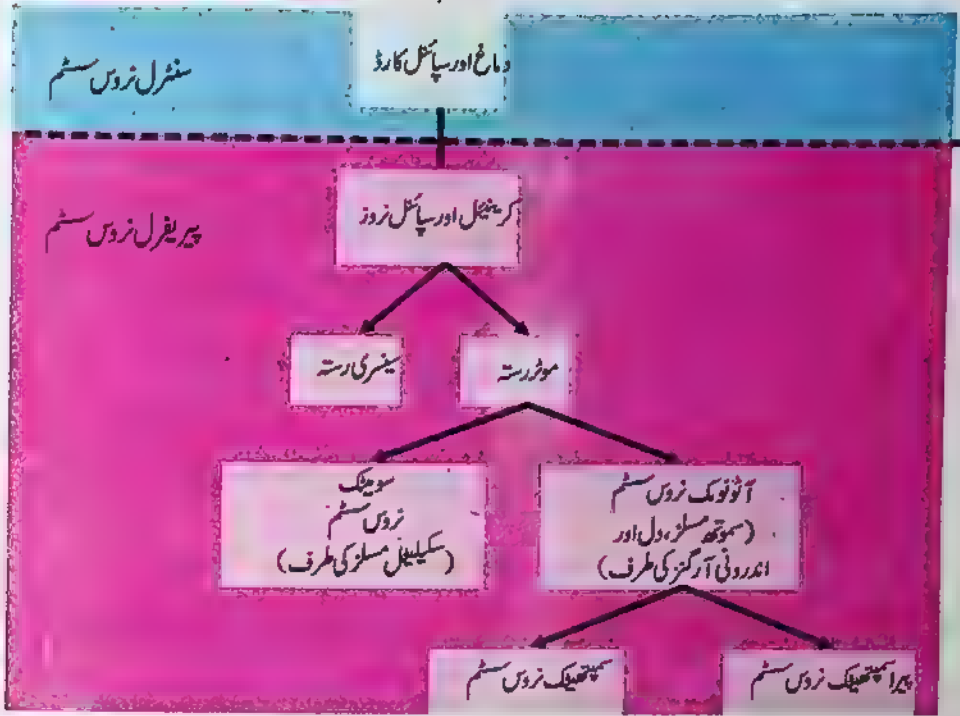 سنٹرل نروس سسٹم
دماغ اور سپائنل کارڈ
پیریفرل نروس سسٹم
کرینیئل اور سپائنل نروز
موٹر رستہ
سینسری رستہ
آٹونومک نروس سسٹم
(سموتھ مسلز، دل اور
اندرونی آرگنز کی طرف)
سومیٹک
نروس سسٹم
(سکیلیٹل مسلز کی طرف)
پیراسمپتھیٹک نروس سسٹم
سمپتھیٹک نروس سسٹم